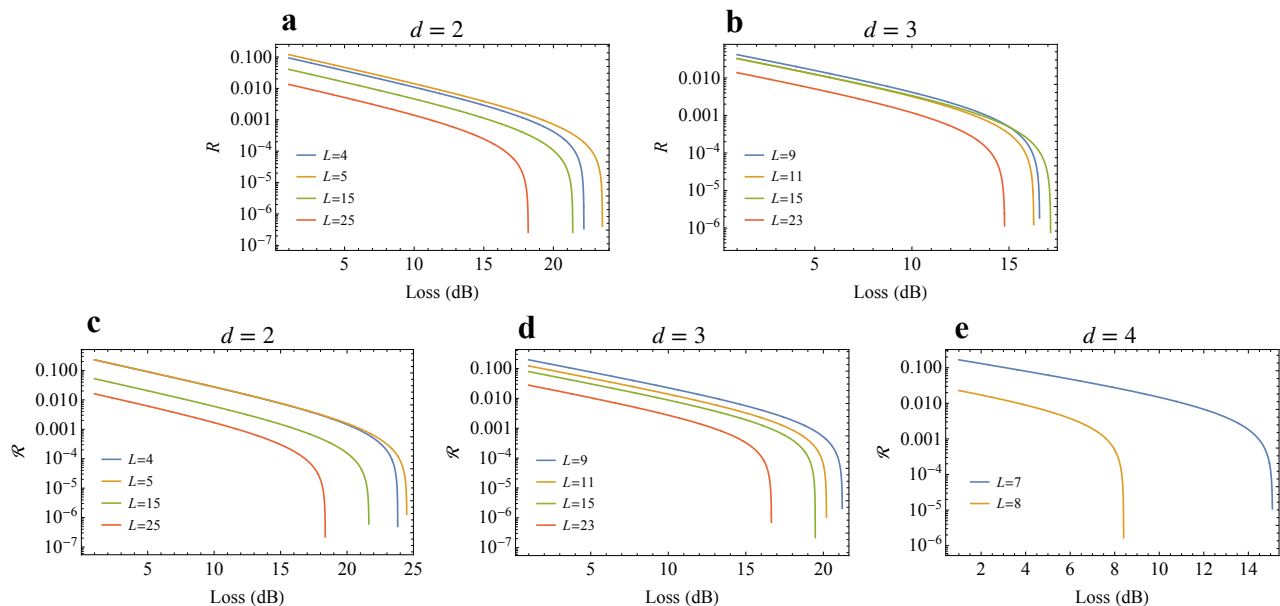 a
d = 2
0.100
0.010
0.001
10⁻⁴
10⁻⁵
10⁻⁶
10⁻⁷
R
L=4
L=5
L=15
L=25
5
10
15
20
Loss (dB)
b
d = 3
0.010
0.001
10⁻⁴
10⁻⁵
10⁻⁶
R
L=9
L=11
L=15
L=23
5
10
15
Loss (dB)
c
d = 2
0.100
0.010
0.001
10⁻⁴
10⁻⁵
10⁻⁶
10⁻⁷
ℛ
L=4
L=5
L=15
L=25
5
10
15
20
25
Loss (dB)
d
d = 3
0.100
0.010
0.001
10⁻⁴
10⁻⁵
10⁻⁶
10⁻⁷
ℛ
L=9
L=11
L=15
L=23
5
10
15
20
Loss (dB)
e
d = 4
0.100
0.010
0.001
10⁻⁴
10⁻⁵
10⁻⁶
ℛ
L=7
L=8
2
4
6
8
10
12
14
Loss (dB)